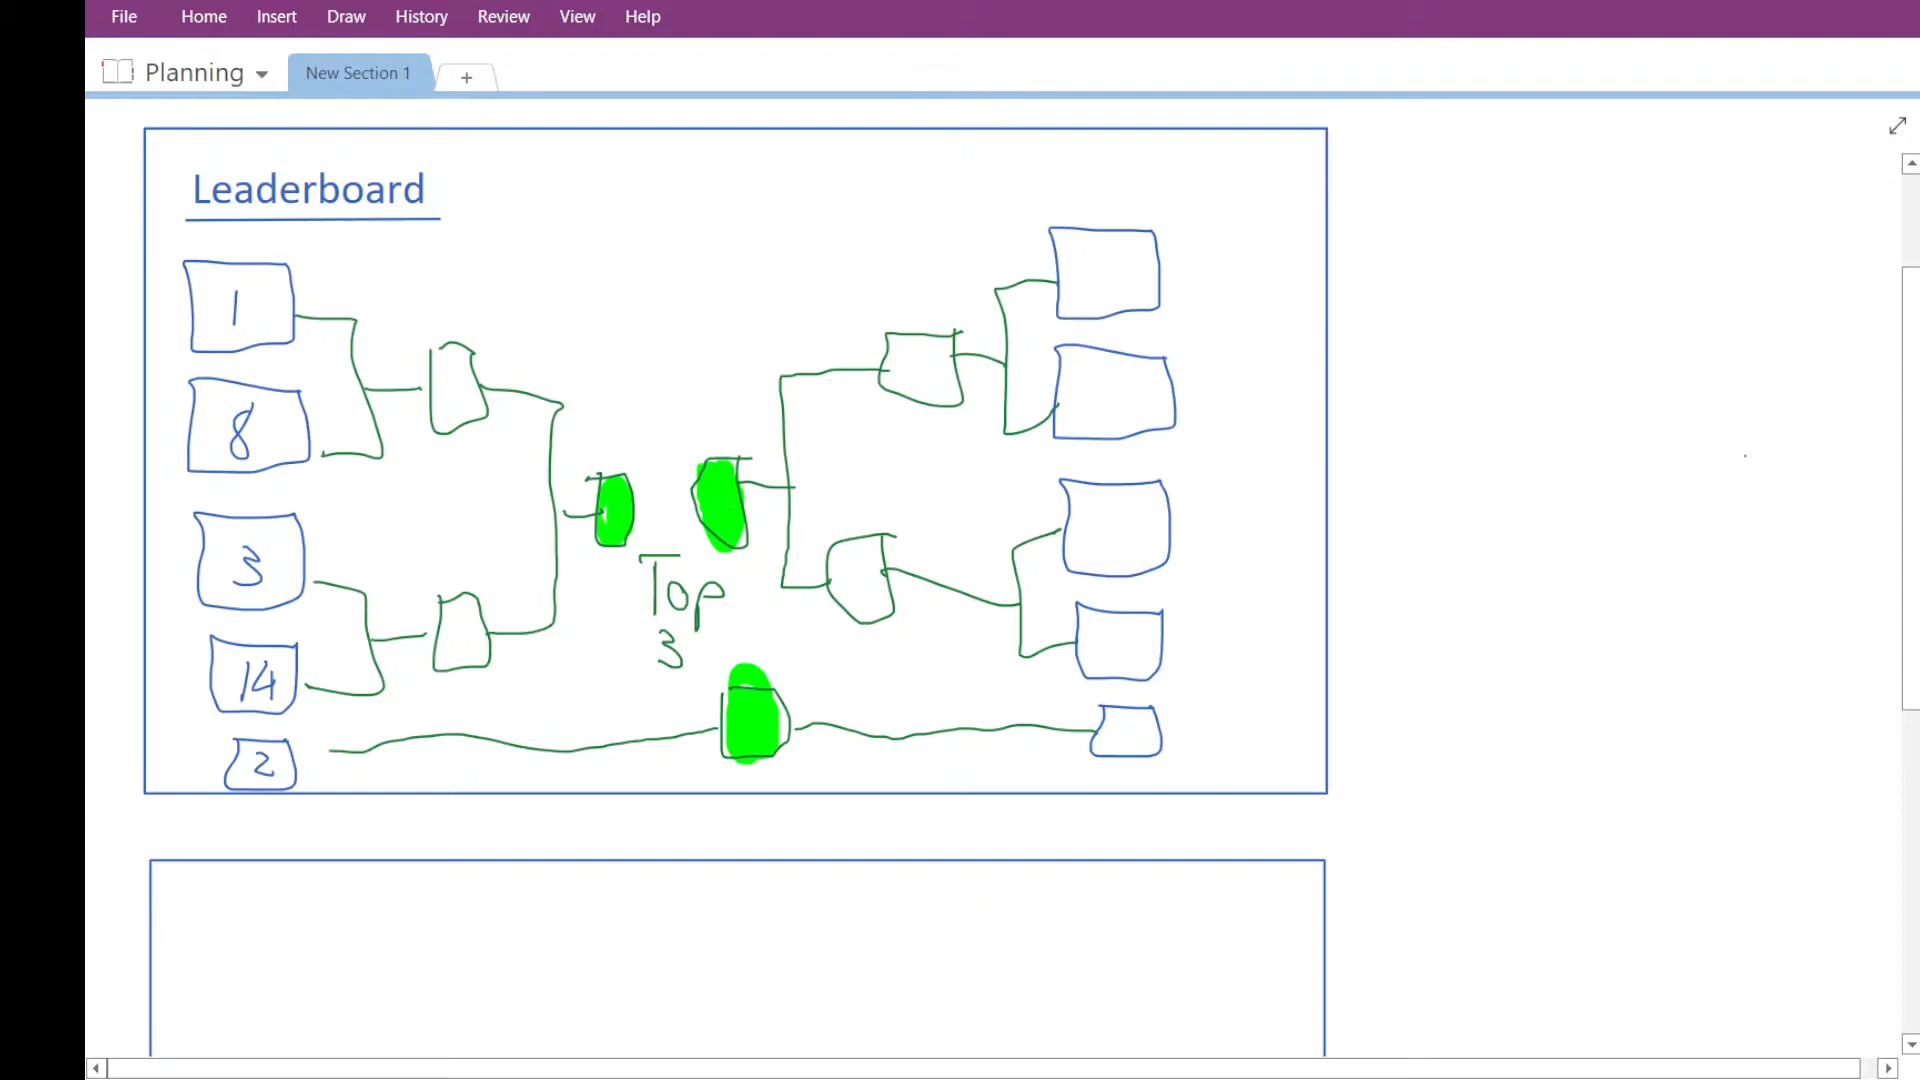 File Home Insert Draw History Review View Help
Planning New Section 1 +
Leaderboard
1
8
3
14
2
Top
3